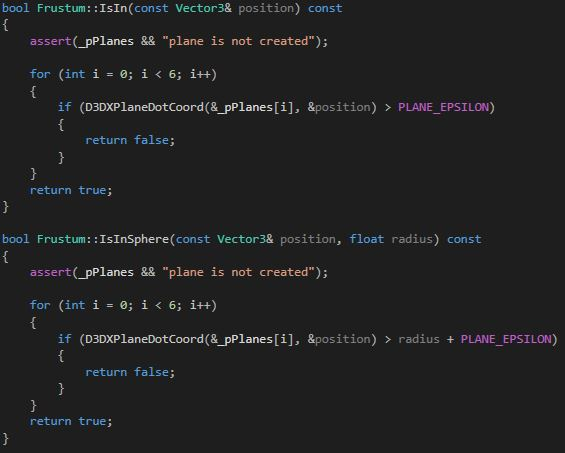 bool Frustum::IsIn(const Vector3& position) const
{
    assert(_pPlanes && "plane is not created");

    for (int i = 0; i < 6; i++)
    {
        if (D3DXPlaneDotCoord(&_pPlanes[i], &position) > PLANE_EPSILON)
        {
            return false;
        }
    }
    return true;
}

bool Frustum::IsInSphere(const Vector3& position, float radius) const
{
    assert(_pPlanes && "plane is not created");

    for (int i = 0; i < 6; i++)
    {
        if (D3DXPlaneDotCoord(&_pPlanes[i], &position) > radius + PLANE_EPSILON)
        {
            return false;
        }
    }
    return true;
}